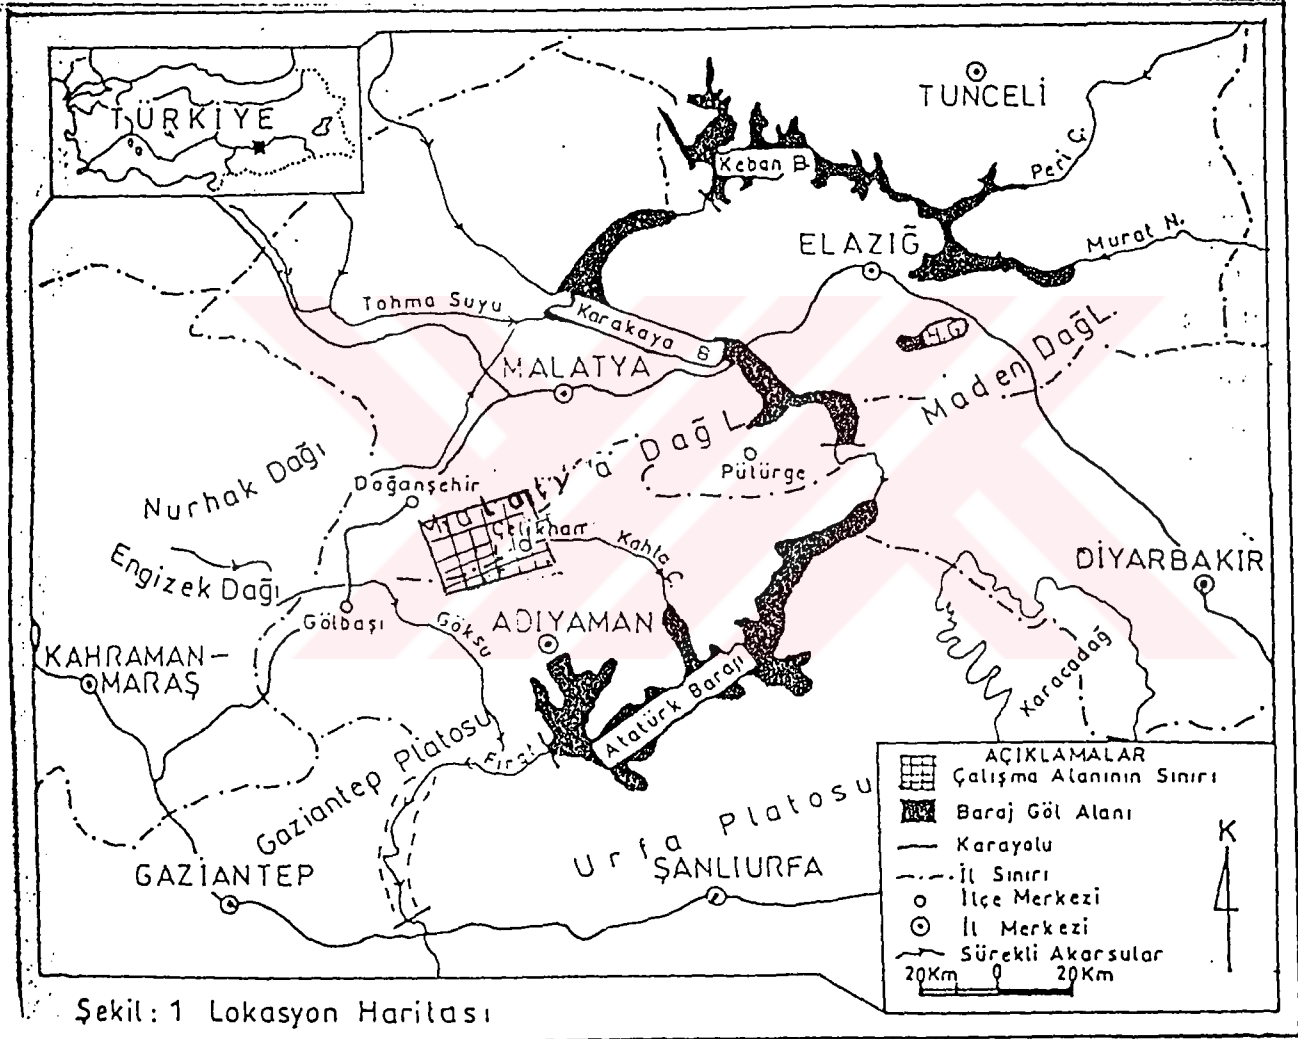 TÜRKİYE
TUNCELİ
Keban B.
Peri Ç.
ELAZIĞ
Murat N.
Tohma Suyu
Karakaya B
H.G
MALATYA
Maden DağL.
Malatya DağL.
Pütürge
Nurhak Dağı
Doğanşehir
Çelikhan
Kahta Ç.
Engizek Dağı
DİYARBAKIR
Gölbaşı
Göksu
ADIYAMAN
KAHRAMAN-
MARAŞ
Karacadağ
Atatürk Barajı
Gaziantep Platosu
Fırat
Urfa Platosu
GAZİANTEP
ŞANLIURFA
AÇIKLAMALAR
Çalışma Alanının Sınırı
Baraj Göl Alanı
Karayolu
İl Sınırı
İlçe Merkezi
İl Merkezi
Sürekli Akarsular
K
20Km 0 20Km
Şekil: 1 Lokasyon Haritası